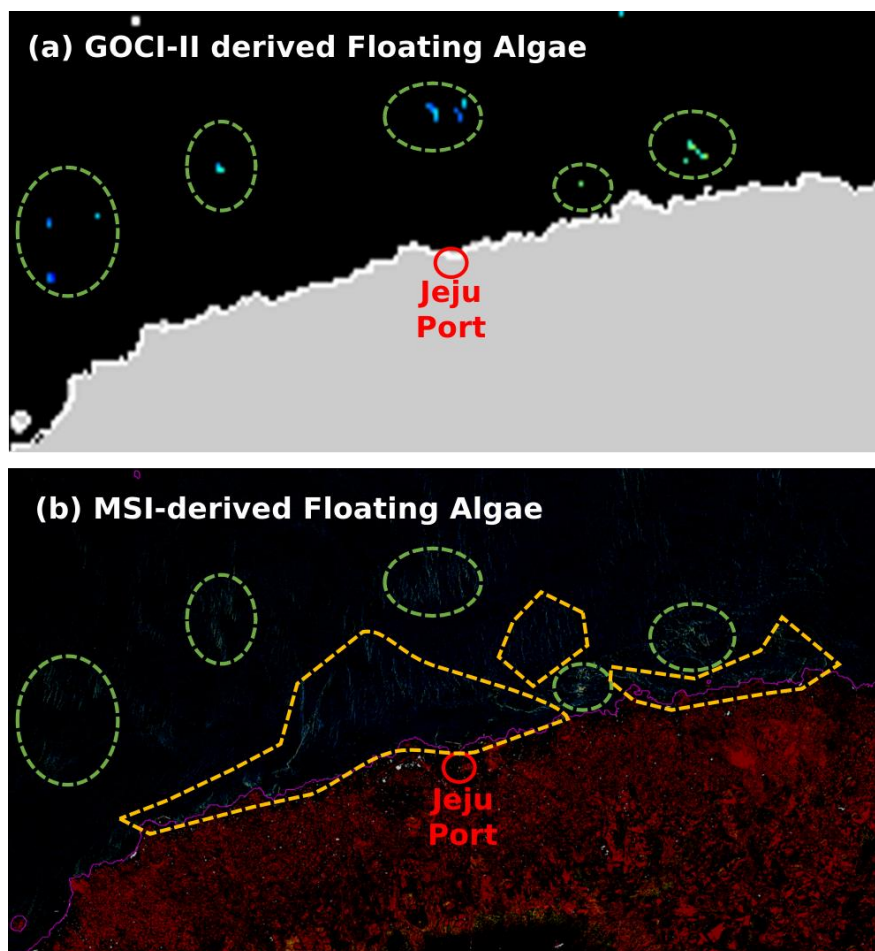 (a) GOCI-II derived Floating Algae
Jeju
Port
(b) MSI-derived Floating Algae
Jeju
Port